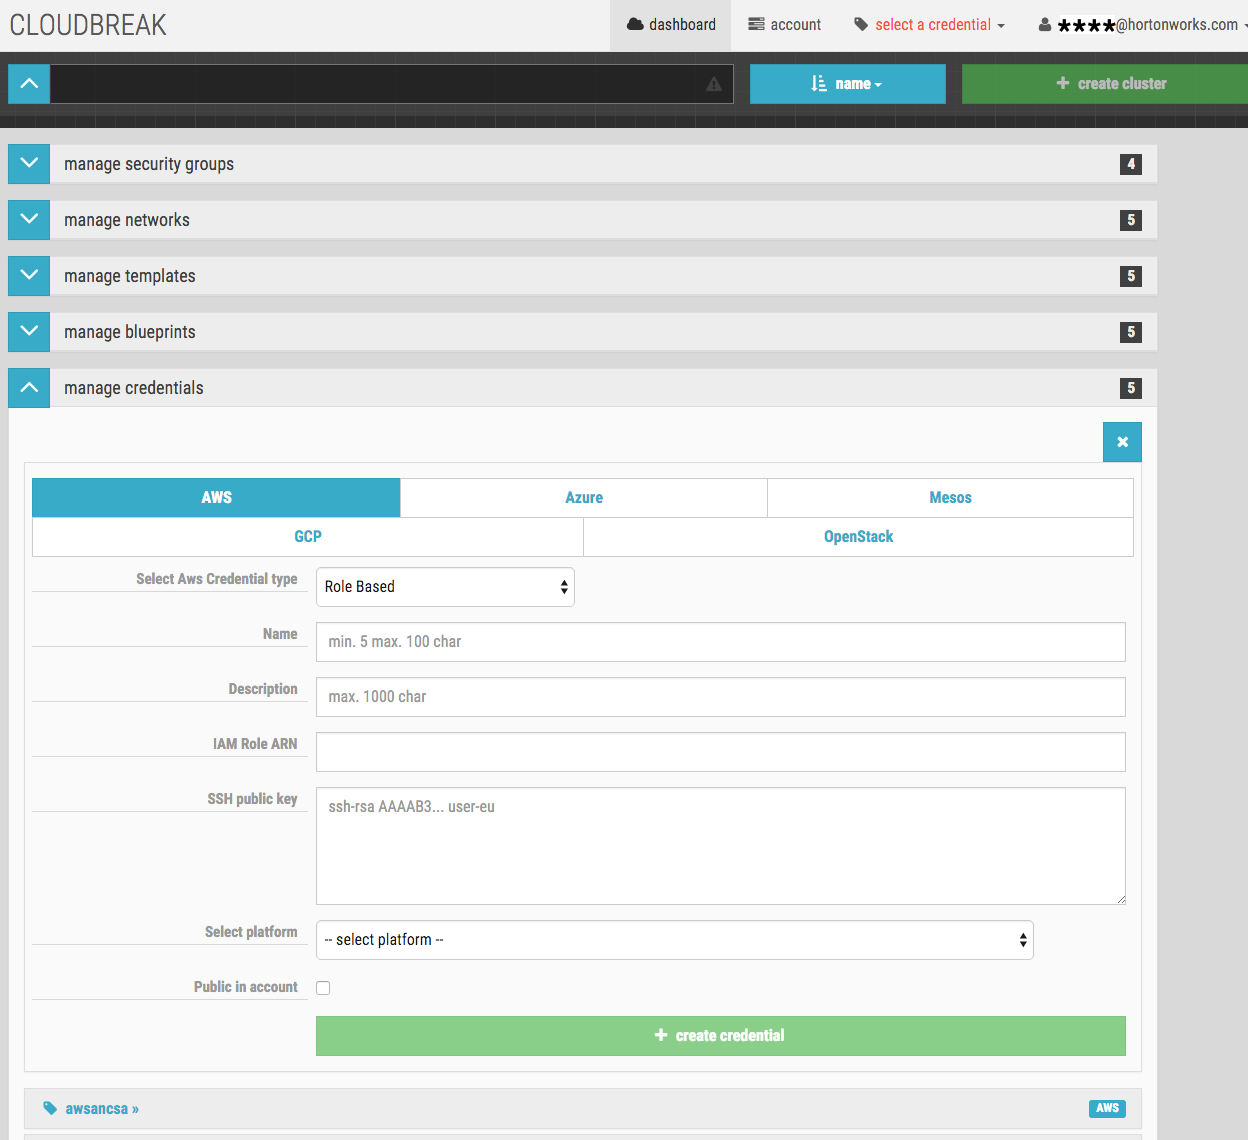 CLOUDBREAK
dashboard
account
select a credential
****@hortonworks.com
name
create cluster
manage security groups 4
manage networks 5
manage templates 5
manage blueprints 5
manage credentials 5
AWS
Azure
Mesos
GCP
OpenStack
Select Aws Credential type
Role Based
Name
min. 5 max. 100 char
Description
max. 1000 char
IAM Role ARN
SSH public key
ssh-rsa AAAAB3... user-eu
Select platform
-- select platform --
Public in account
create credential
awsancsa »
AWS